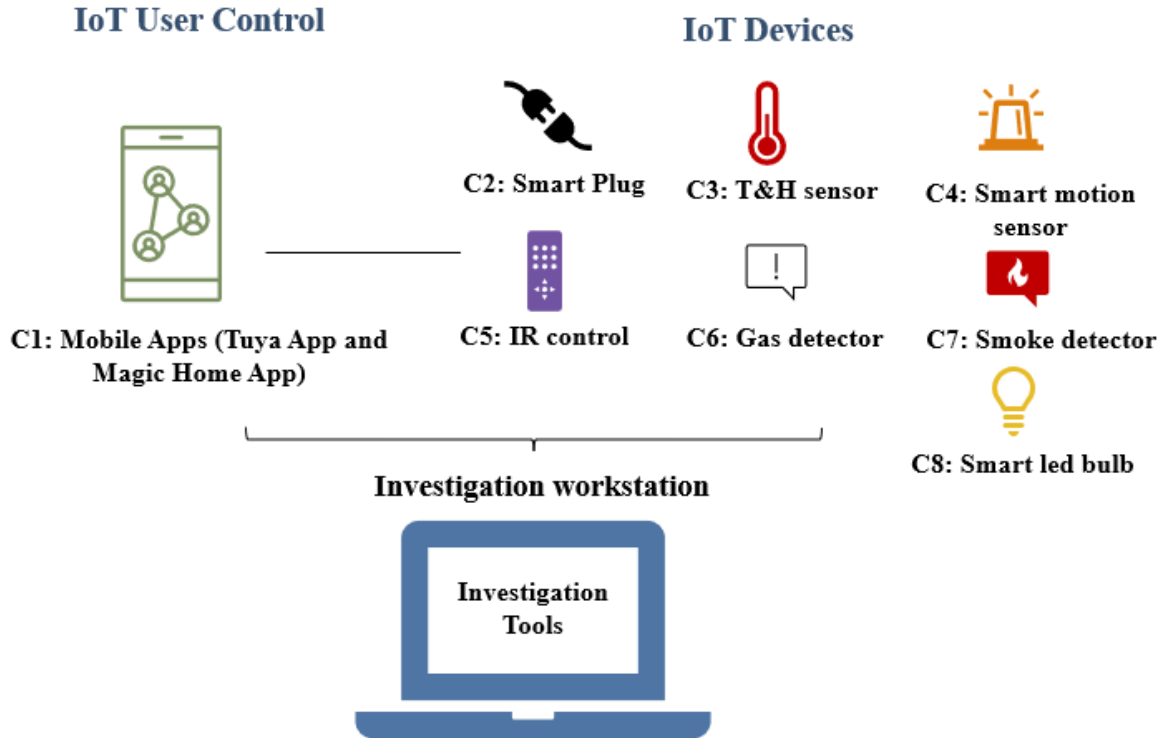 IoT User Control
IoT Devices
C2: Smart Plug
C3: T&H sensor
C4: Smart motion
sensor
C1: Mobile Apps (Tuya App and
Magic Home App)
C5: IR control
!
C6: Gas detector
C7: Smoke detector
C8: Smart led bulb
Investigation workstation
Investigation
Tools